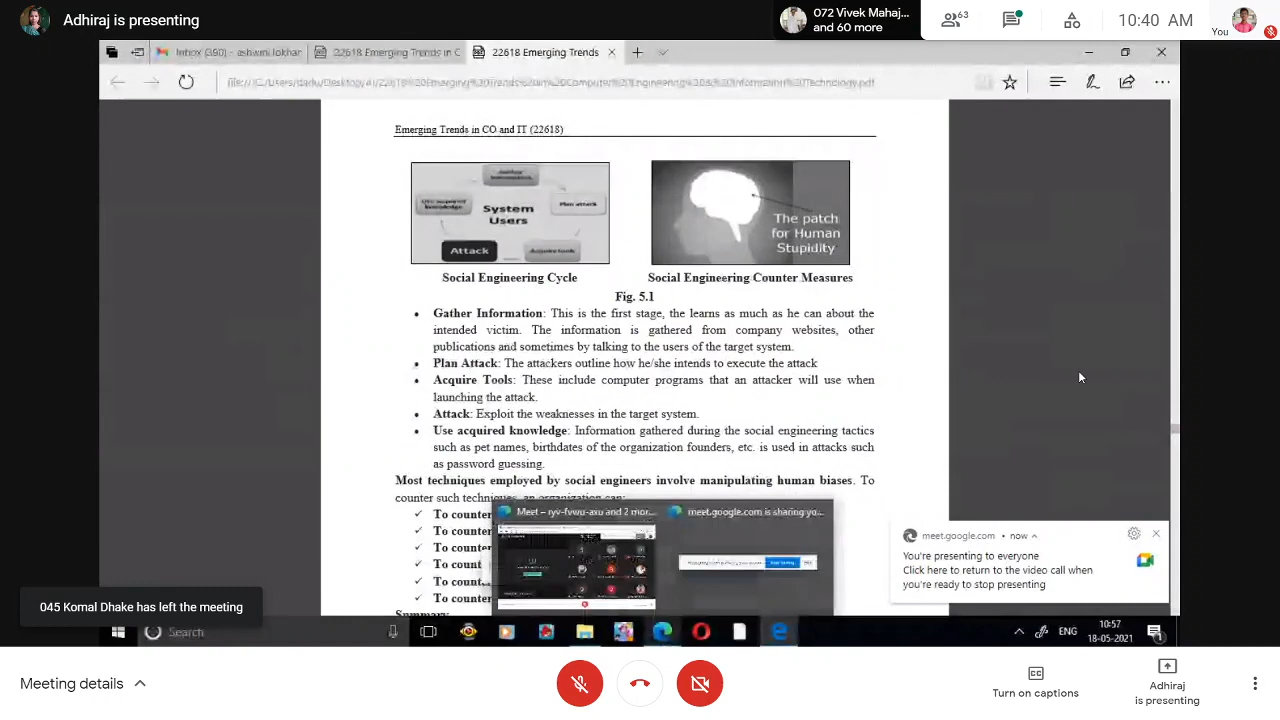 Adhiraj is presenting
072 Vivek Mahaj...
and 60 more
63
10:40 AM
You
Inbox (390) - ashwini lokhan
22618 Emerging Trends in C
22618 Emerging Trends
Emerging Trends in CO and IT (22618)
System
Users
Plan attack
Attack
Acquire tools
The patch
for Human
Stupidity
Social Engineering Cycle
Social Engineering Counter Measures
Fig. 5.1
• Gather Information: This is the first stage, the learns as much as he can about the
intended victim. The information is gathered from company websites, other
publications and sometimes by talking to the users of the target system.
• Plan Attack: The attackers outline how he/she intends to execute the attack
• Acquire Tools: These include computer programs that an attacker will use when
launching the attack.
• Attack: Exploit the weaknesses in the target system.
• Use acquired knowledge: Information gathered during the social engineering tactics
such as pet names, birthdates of the organization founders, etc. is used in attacks such
as password guessing.
Most techniques employed by social engineers involve manipulating human biases. To
counter such techniques, an organization can:
✓ To counter
✓ To counter
✓ To counter
✓ To count
✓ To count
✓ To counter
Summary:
meet.google.com is sharing yo...
meet.google.com • now
You're presenting to everyone
Click here to return to the video call when
you're ready to stop presenting
045 Komal Dhake has left the meeting
Search
ENG
10:57
18-05-2021
1
Meeting details
CC
Turn on captions
Adhiraj
is presenting